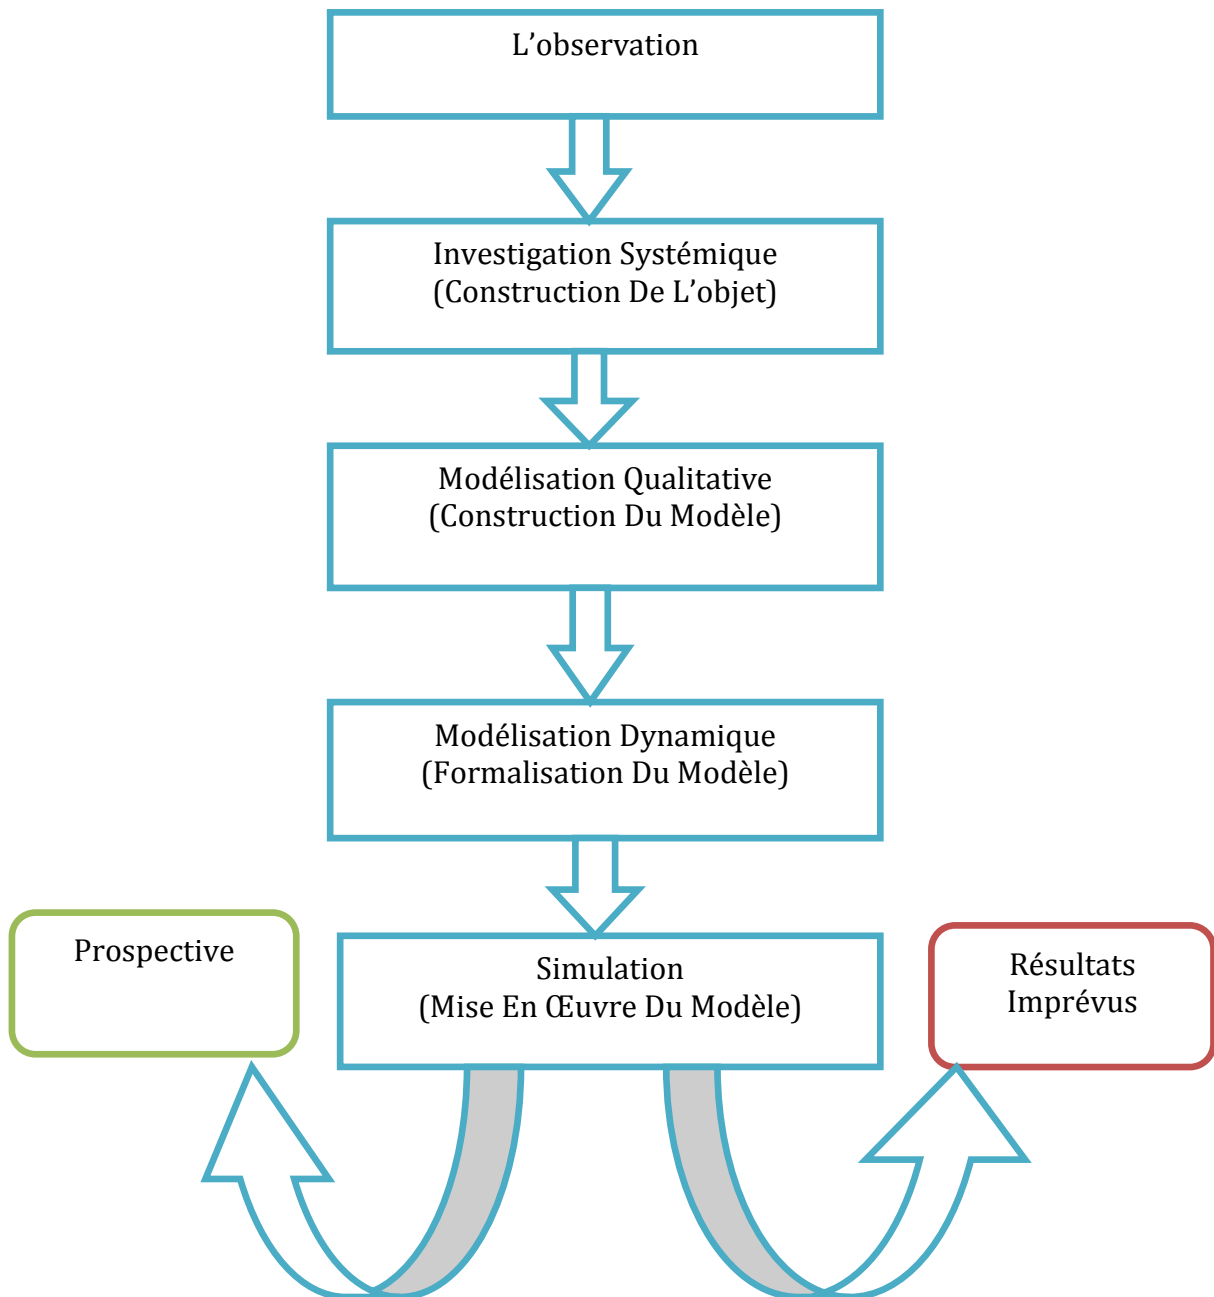 L’observation
Investigation Systémique
(Construction De L’objet)
Modélisation Qualitative
(Construction Du Modèle)
Modélisation Dynamique
(Formalisation Du Modèle)
Prospective
Simulation
(Mise En Œuvre Du Modèle)
Résultats
Imprévus